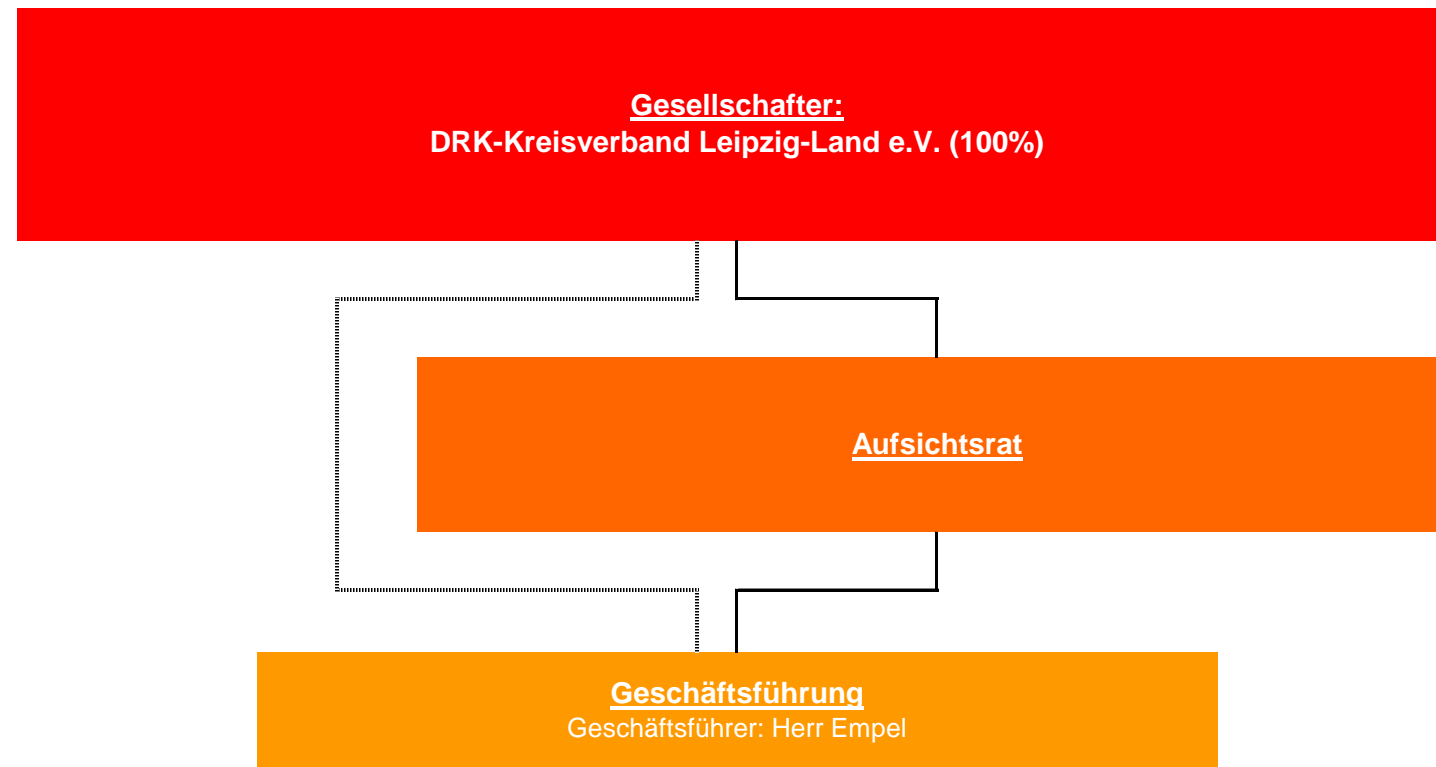 Gesellschafter:
DRK-Kreisverband Leipzig-Land e.V. (100%)
Aufsichtsrat
Geschäftsführung
Geschäftsführer: Herr Empel